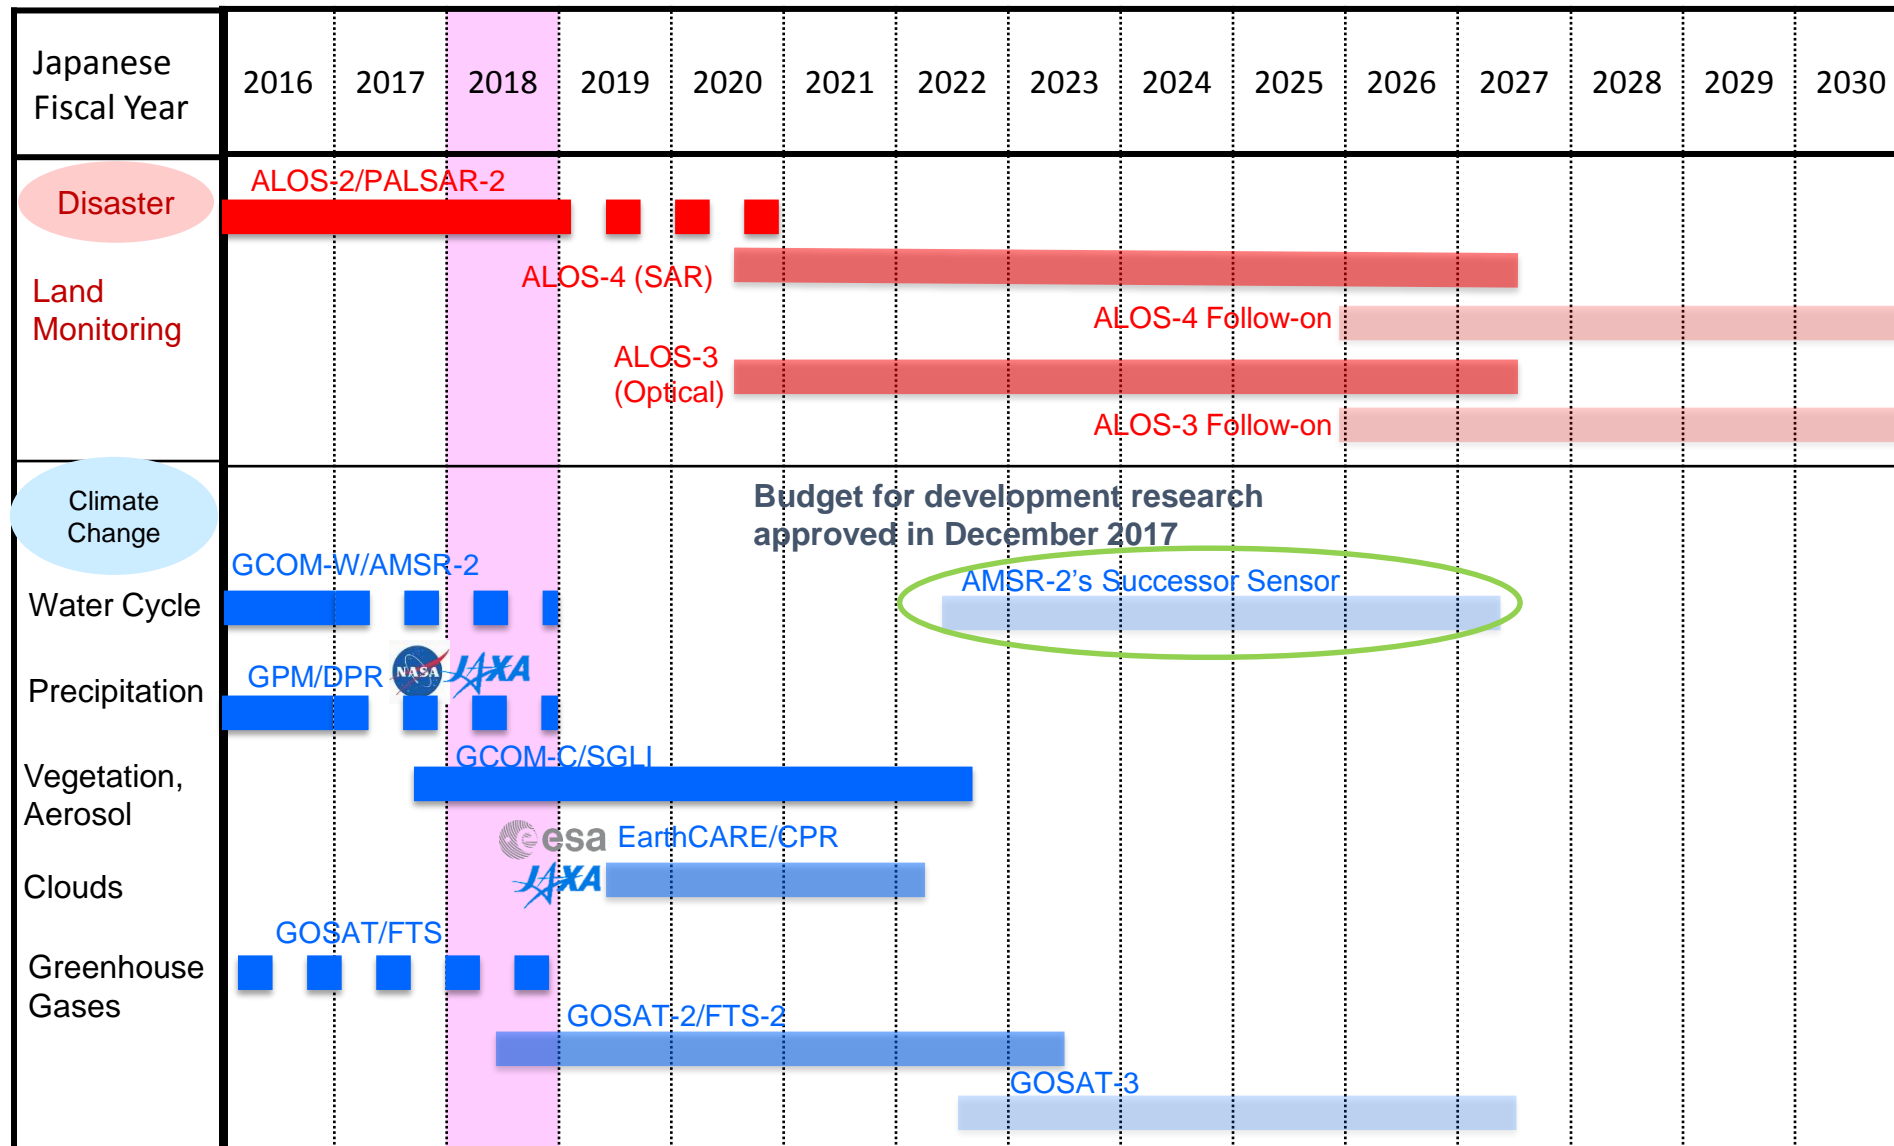 Japanese
Fiscal Year
2016 2017 2018 2019 2020 2021 2022 2023 2024 2025 2026 2027 2028 2029 2030
Disaster
ALOS-2/PALSAR-2
Land
Monitoring
ALOS-4 (SAR)
ALOS-4 Follow-on
ALOS-3
(Optical)
ALOS-3 Follow-on
Climate
Change
Budget for development research
approved in December 2017
GCOM-W/AMSR-2
AMSR-2's Successor Sensor
Water Cycle
Precipitation
GPM/DPR
NASA
JAXA
Vegetation,
Aerosol
GCOM-C/SGLI
esa
EarthCARE/CPR
JAXA
Clouds
GOSAT/FTS
Greenhouse
Gases
GOSAT-2/FTS-2
GOSAT-3